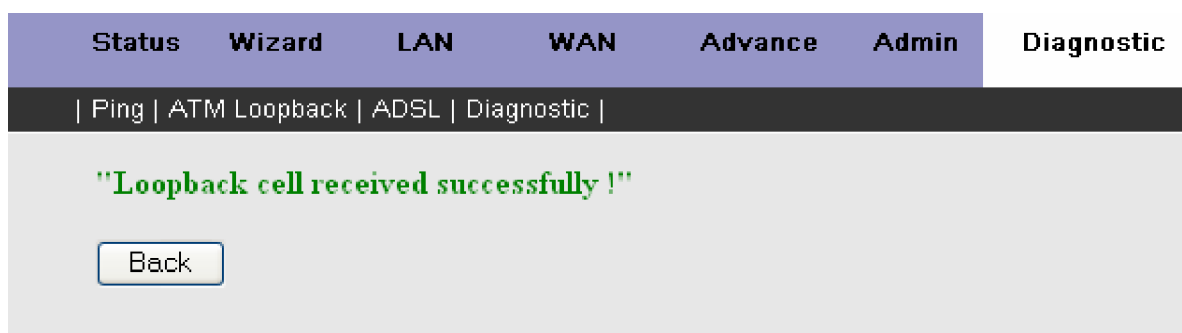 Status Wizard LAN WAN Advance Admin Diagnostic
| Ping | ATM Loopback | ADSL | Diagnostic |
"Loopback cell received successfully !"
Back